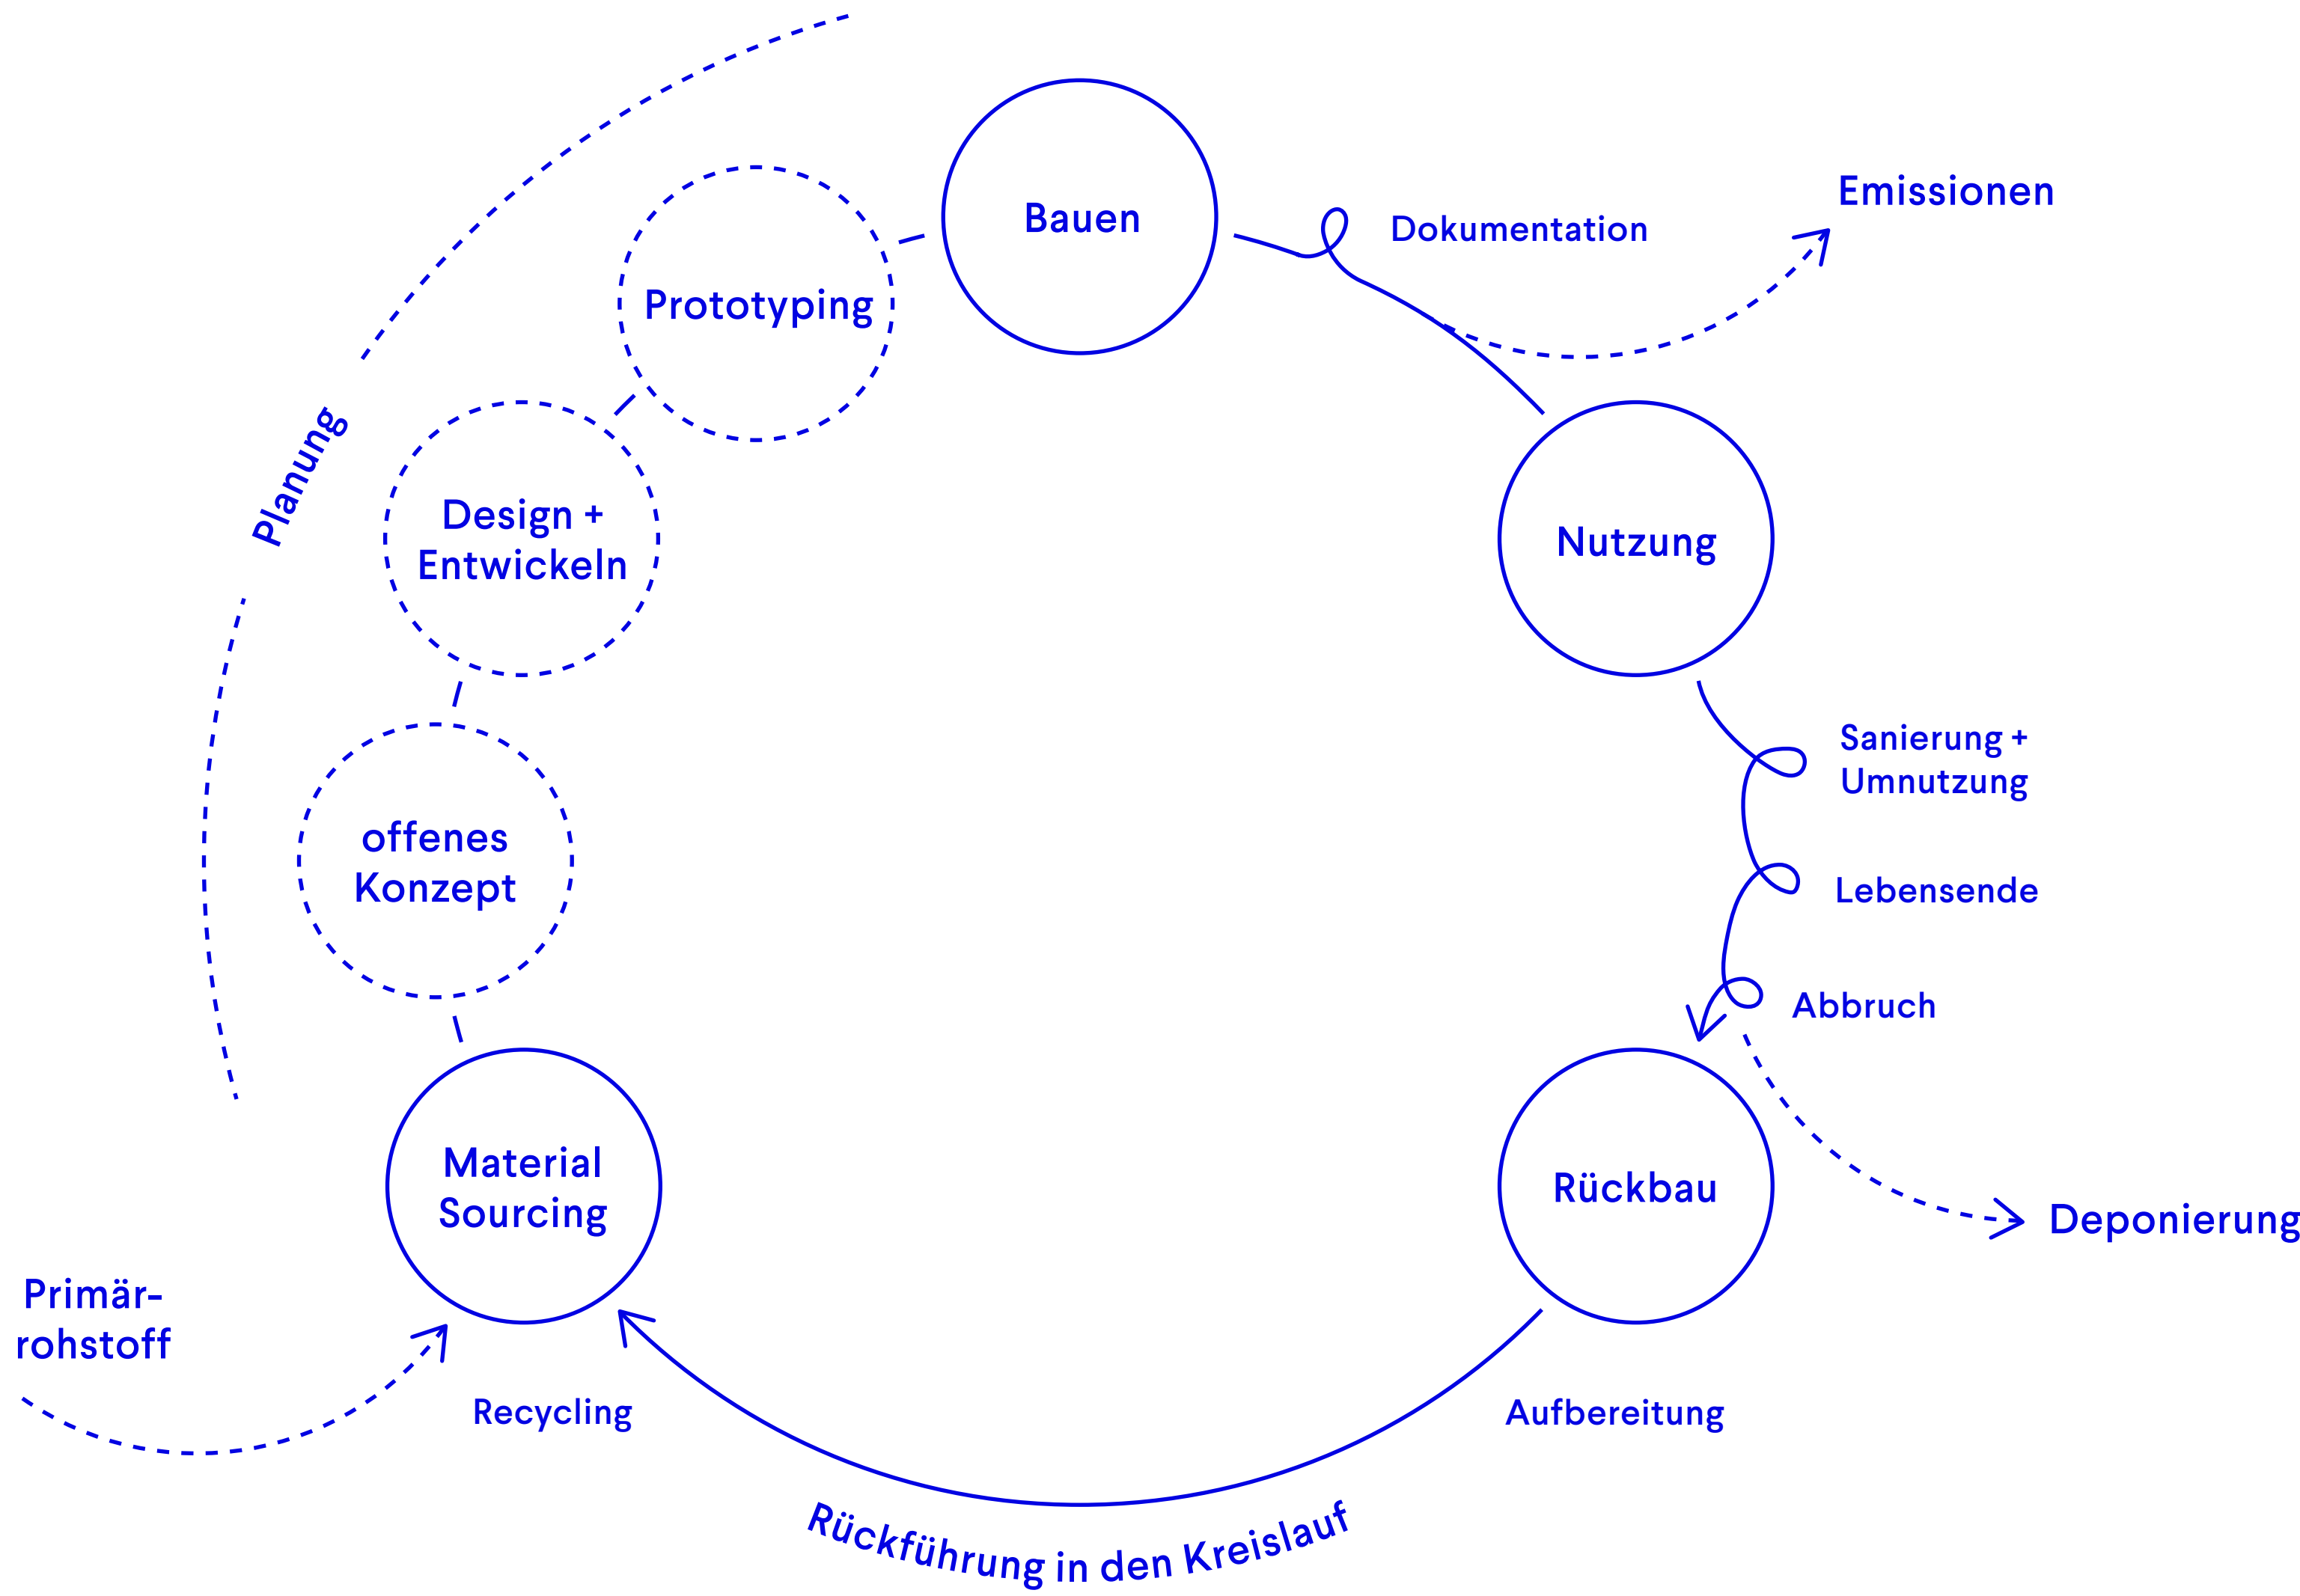 Bauen
Emissionen
Dokumentation
Prototyping
Planung
Design +
Entwickeln
Nutzung
Sanierung +
Umnutzung
offenes
Konzept
Lebensende
Abbruch
Material
Sourcing
Rückbau
Deponierung
Primär-
rohstoff
Recycling
Aufbereitung
Rückführung in den Kreislauf